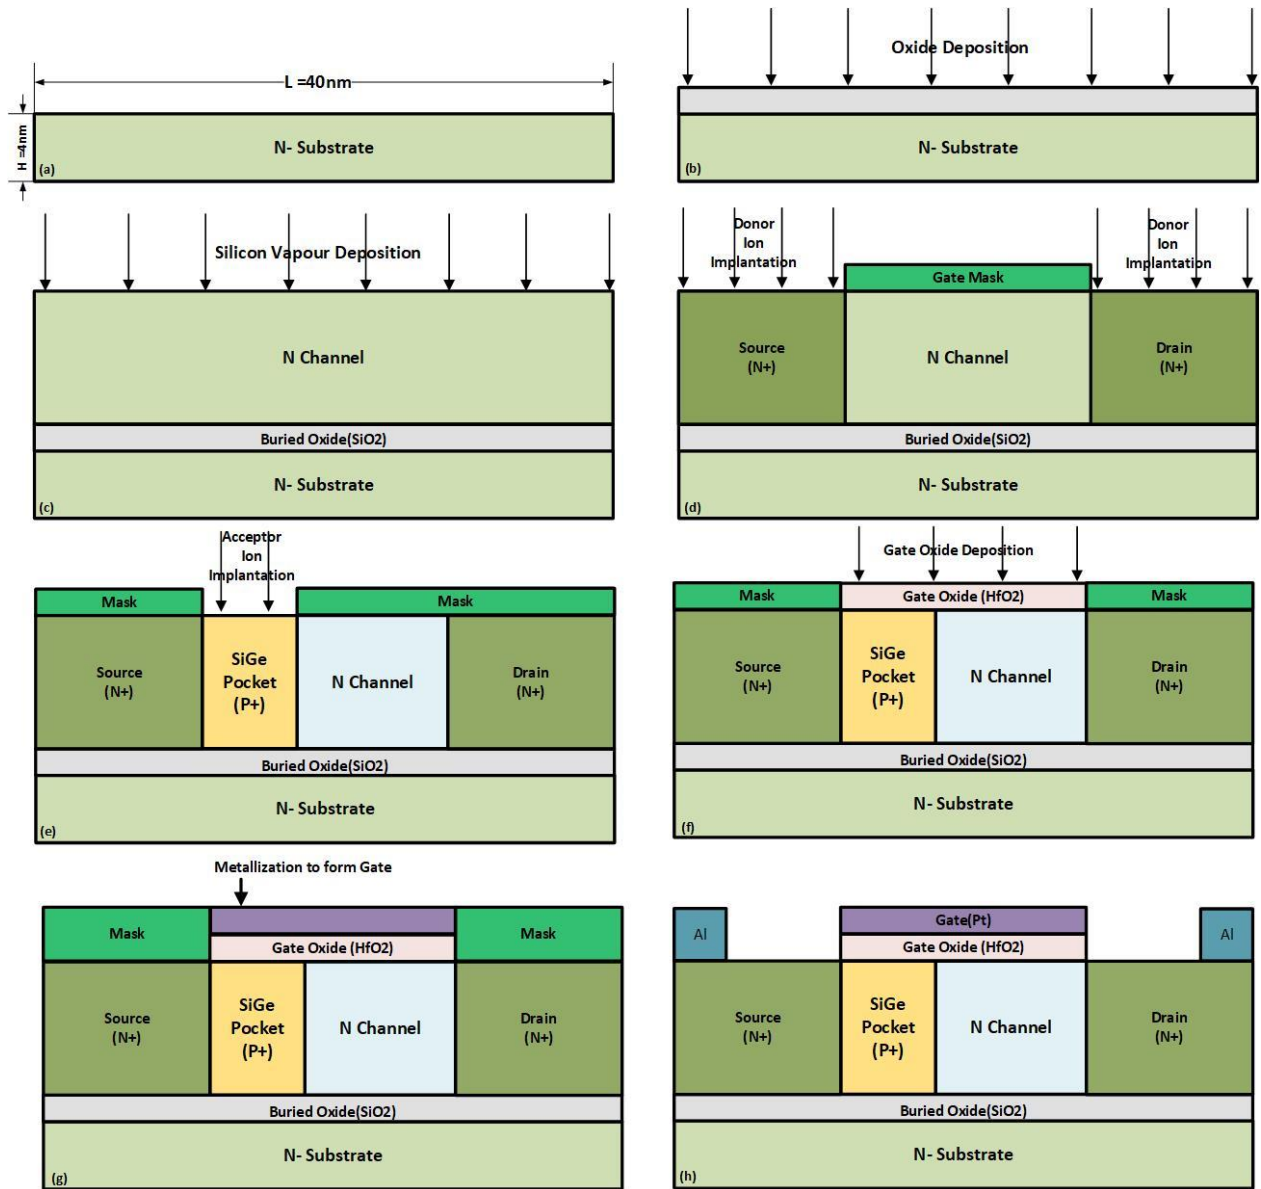 L =40nm
H =4nm
N- Substrate
(a)
Oxide Deposition
N- Substrate
(b)
Silicon Vapour Deposition
N Channel
Buried Oxide(SiO2)
N- Substrate
(c)
Donor
Ion
Implantation
Donor
Ion
Implantation
Gate Mask
Source
(N+)
N Channel
Drain
(N+)
Buried Oxide(SiO2)
N- Substrate
(d)
Acceptor
Ion
Implantation
Mask
Mask
Source
(N+)
SiGe
Pocket
(P+)
N Channel
Drain
(N+)
Buried Oxide(SiO2)
N- Substrate
(e)
Gate Oxide Deposition
Mask
Gate Oxide (HfO2)
Mask
Source
(N+)
SiGe
Pocket
(P+)
N Channel
Drain
(N+)
Buried Oxide(SiO2)
N- Substrate
(f)
Metallization to form Gate
Mask
Gate Oxide (HfO2)
Mask
Source
(N+)
SiGe
Pocket
(P+)
N Channel
Drain
(N+)
Buried Oxide(SiO2)
N- Substrate
(g)
Al
Gate(Pt)
Gate Oxide (HfO2)
Al
Source
(N+)
SiGe
Pocket
(P+)
N Channel
Drain
(N+)
Buried Oxide(SiO2)
N- Substrate
(h)